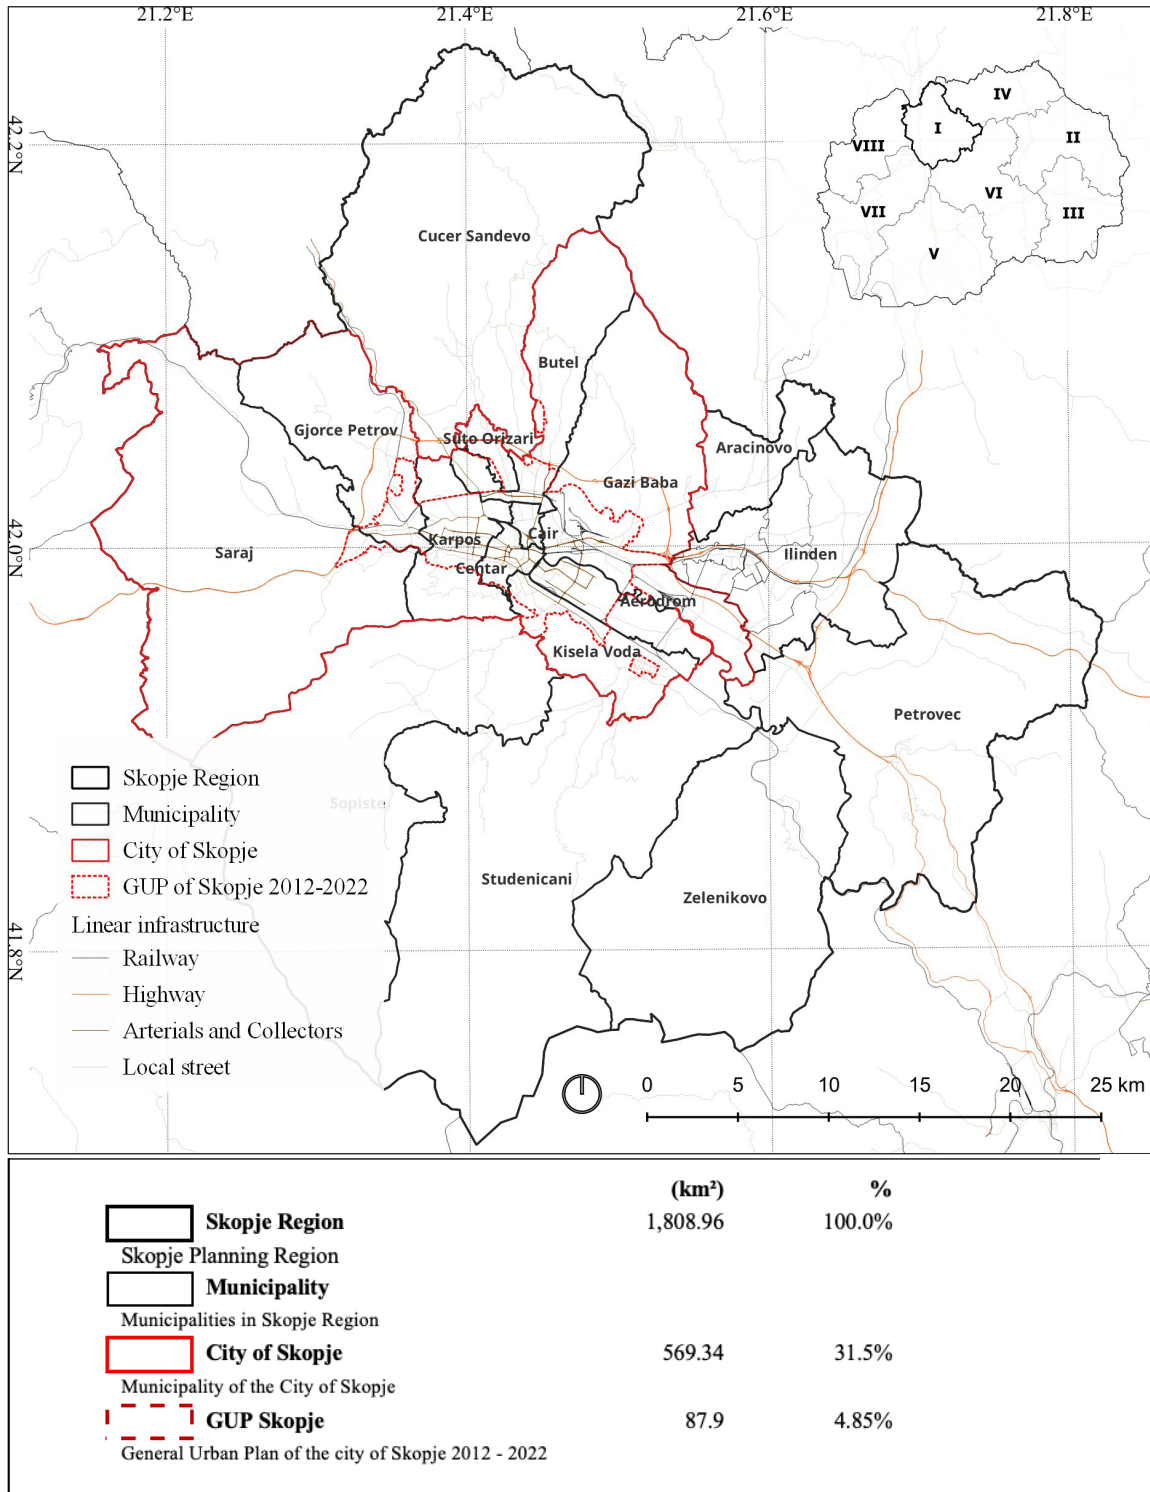 21.2°E 21.4°E 21.6°E 21.8°E
42.2°N
42.0°N
41.8°N
IV
I
II
VIII
VI
VII
III
V
Cucer Sandevo
Butel
Gjorce Petrov
Suto Orizari
Aracinovo
Gazi Baba
Saraj
Karpos
Cair
Ilinden
Centar
Aerodrom
Kisela Voda
Petrovec
Sopiste
Studenicani
Zelenikovo
Skopje Region
Municipality
City of Skopje
GUP of Skopje 2012-2022
Linear infrastructure
Railway
Highway
Arterials and Collectors
Local street
0 5 10 15 20 25 km
(km²) %
Skopje Region 1,808.96 100.0%
Skopje Planning Region
Municipality
Municipalities in Skopje Region
City of Skopje 569.34 31.5%
Municipality of the City of Skopje
GUP Skopje 87.9 4.85%
General Urban Plan of the city of Skopje 2012 - 2022